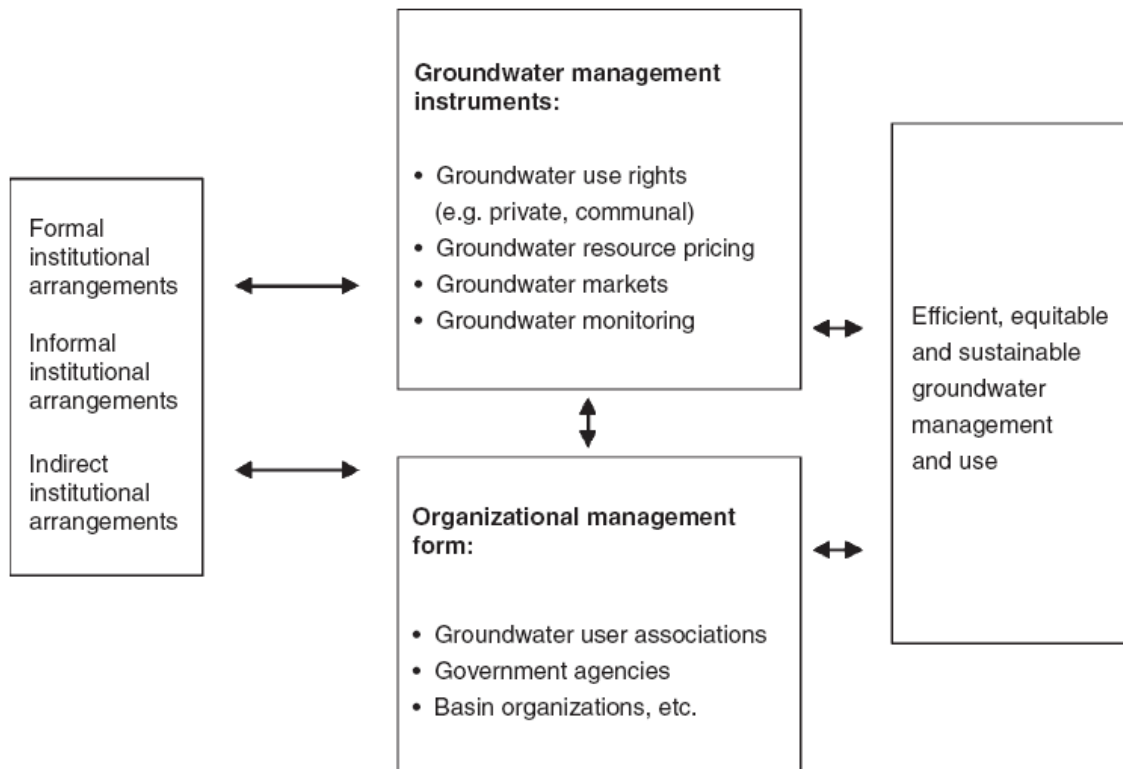 Formal
institutional
arrangements
Informal
institutional
arrangements
Indirect
institutional
arrangements
Groundwater management
instruments:
• Groundwater use rights
(e.g. private, communal)
• Groundwater resource pricing
• Groundwater markets
• Groundwater monitoring
Organizational management
form:
• Groundwater user associations
• Government agencies
• Basin organizations, etc.
Efficient, equitable
and sustainable
groundwater
management
and use